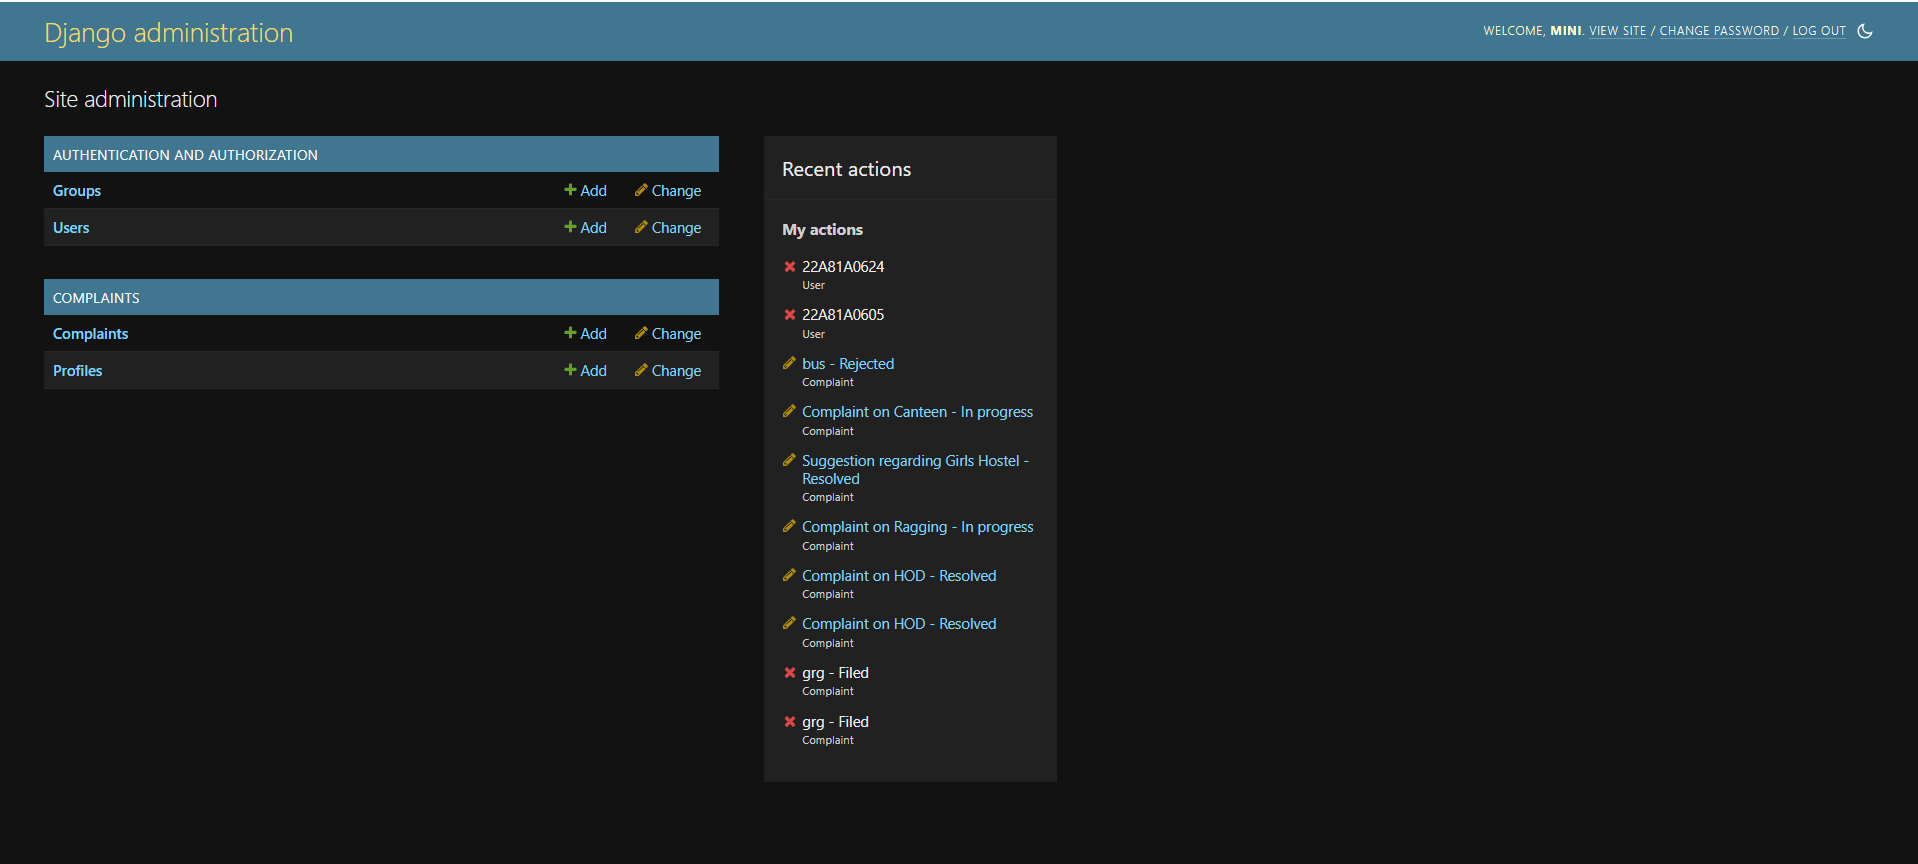 Django administration
WELCOME, MINI. VIEW SITE / CHANGE PASSWORD / LOG OUT
Site administration
AUTHENTICATION AND AUTHORIZATION
Groups Add Change
Users Add Change
COMPLAINTS
Complaints Add Change
Profiles Add Change
Recent actions
My actions
22A81A0624
User
22A81A0605
User
bus - Rejected
Complaint
Complaint on Canteen - In progress
Complaint
Suggestion regarding Girls Hostel -
Resolved
Complaint
Complaint on Ragging - In progress
Complaint
Complaint on HOD - Resolved
Complaint
Complaint on HOD - Resolved
Complaint
grg - Filed
Complaint
grg - Filed
Complaint